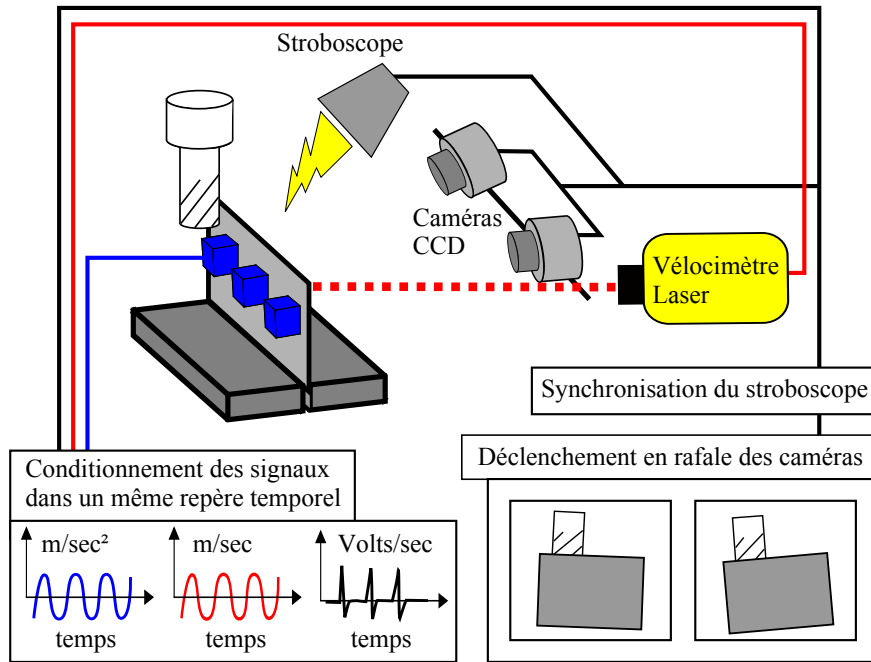 Stroboscope
Caméras
CCD
Vélocimètre
Laser
Synchronisation du stroboscope
Déclenchement en rafale des caméras
Conditionnement des signaux
dans un même repère temporel
m/sec²
m/sec
Volts/sec
temps
temps
temps